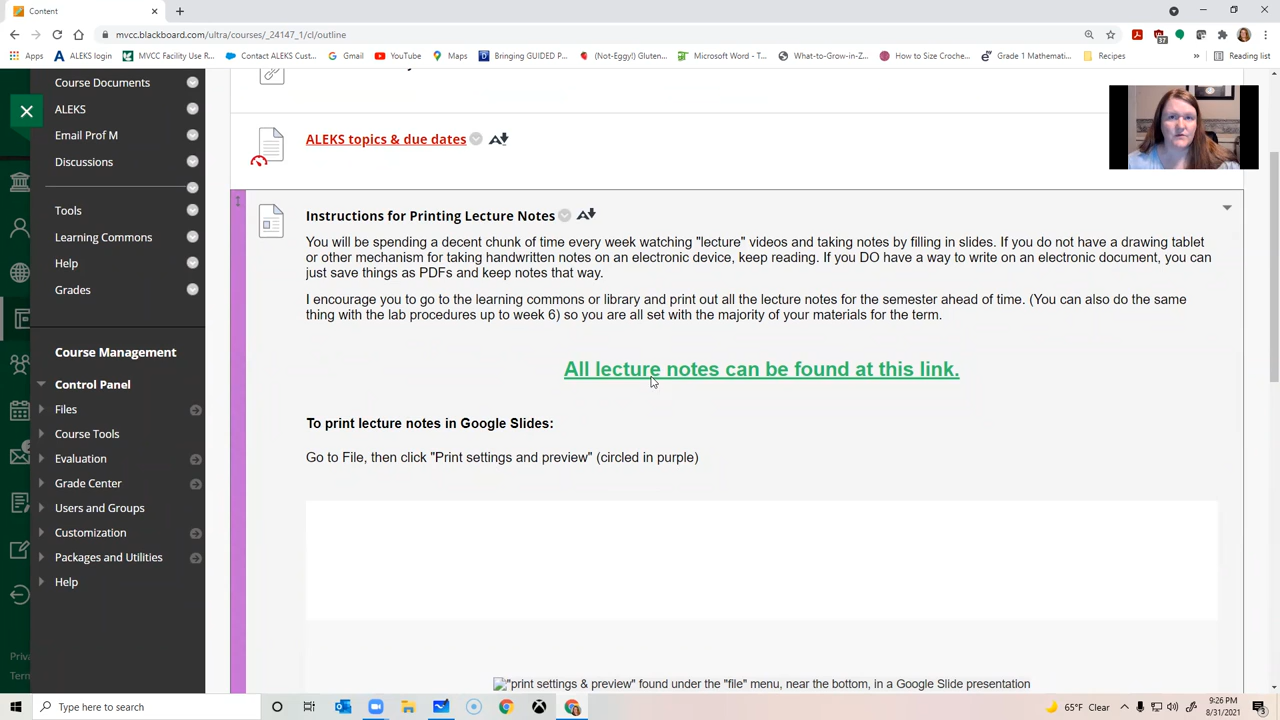 Content
mvcc.blackboard.com/ultra/courses/_24147_1/cl/outline
Apps
ALEKS login
MVCC Facility Use R...
Contact ALEKS Cust...
Gmail
YouTube
Maps
Bringing GUIDED P...
(Not-Eggy!) Gluten...
Microsoft Word - T...
What-to-Grow-in-Z...
How to Size Croche...
Grade 1 Mathemati...
Recipes
»
Reading list
37
Course Documents
ALEKS
Email Prof M
Discussions
Tools
Learning Commons
Help
Grades
Course Management
Control Panel
Files
Course Tools
Evaluation
Grade Center
Users and Groups
Customization
Packages and Utilities
Help
Priv
Tern
ALEKS topics & due dates
Instructions for Printing Lecture Notes
You will be spending a decent chunk of time every week watching "lecture" videos and taking notes by filling in slides. If you do not have a drawing tablet
or other mechanism for taking handwritten notes on an electronic device, keep reading. If you DO have a way to write on an electronic document, you can
just save things as PDFs and keep notes that way.
I encourage you to go to the learning commons or library and print out all the lecture notes for the semester ahead of time. (You can also do the same
thing with the lab procedures up to week 6) so you are all set with the majority of your materials for the term.
All lecture notes can be found at this link.
To print lecture notes in Google Slides:
Go to File, then click "Print settings and preview" (circled in purple)
"print settings & preview" found under the "file" menu, near the bottom, in a Google Slide presentation
Type here to search
65°F Clear
9:26 PM
8/31/2021
3